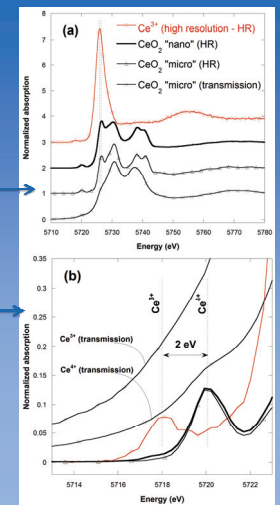 (a)
Ce³⁺ (high resolution - HR)
CeO₂ "nano" (HR)
CeO₂ "micro" (HR)
CeO₂ "micro" (transmission)
Normalized absorption
8
7
6
5
4
3
2
1
0
5710 5720 5730 5740 5750 5760 5770 5780
Energy (eV)
(b)
Ce³⁺
Ce⁴⁺
2 eV
Ce³⁺ (transmission)
Ce⁴⁺ (transmission)
Normalized absorption
0.35
0.3
0.25
0.2
0.15
0.1
0.05
0
5714 5716 5718 5720 5722
Energy (eV)